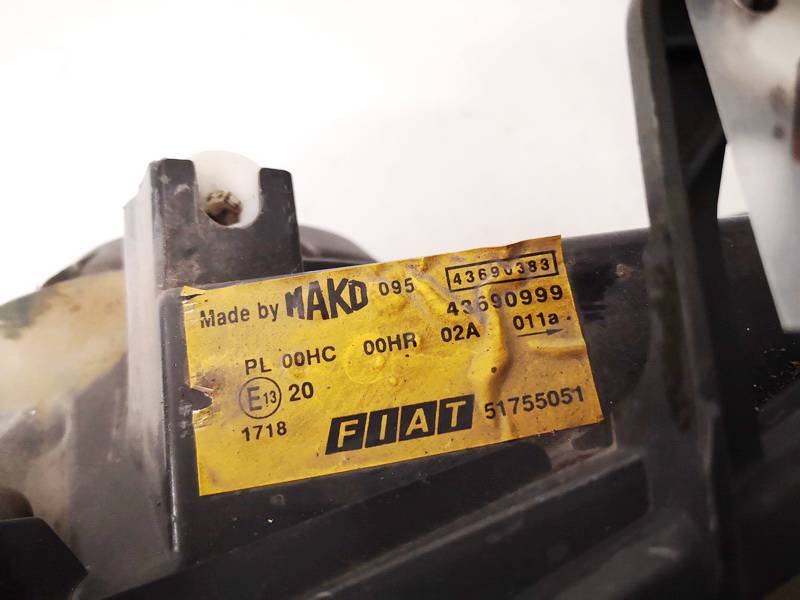 Made by MAKO 095 43690383
43690999
PL 00HC 00HR 02A 011a
E13 20
1718 FIAT 51755051